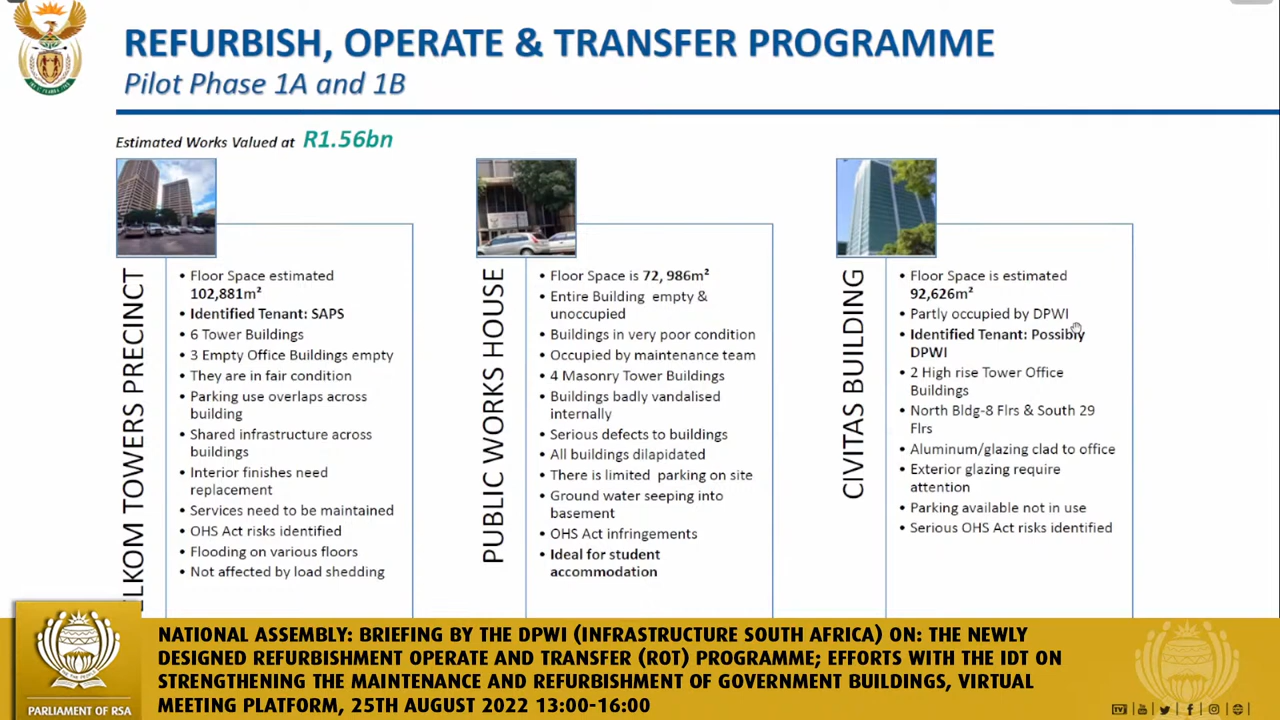 REFURBISH, OPERATE & TRANSFER PROGRAMME
Pilot Phase 1A and 1B
Estimated Works Valued at R1.56bn
ELKOM TOWERS PRECINCT
• Floor Space estimated
102,881m²
• Identified Tenant: SAPS
• 6 Tower Buildings
• 3 Empty Office Buildings empty
• They are in fair condition
• Parking use overlaps across
building
• Shared infrastructure across
buildings
• Interior finishes need
replacement
• Services need to be maintained
• OHS Act risks identified
• Flooding on various floors
• Not affected by load shedding
PUBLIC WORKS HOUSE
• Floor Space is 72, 986m²
• Entire Building empty &
unoccupied
• Buildings in very poor condition
• Occupied by maintenance team
• 4 Masonry Tower Buildings
• Buildings badly vandalised
internally
• Serious defects to buildings
• All buildings dilapidated
• There is limited parking on site
• Ground water seeping into
basement
• OHS Act infringements
• Ideal for student
accommodation
CIVITAS BUILDING
• Floor Space is estimated
92,626m²
• Partly occupied by DPWI
• Identified Tenant: Possibly
DPWI
• 2 High rise Tower Office
Buildings
• North Bldg-8 Flrs & South 29
Flrs
• Aluminum/glazing clad to office
• Exterior glazing require
attention
• Parking available not in use
• Serious OHS Act risks identified
NATIONAL ASSEMBLY: BRIEFING BY THE DPWI (INFRASTRUCTURE SOUTH AFRICA) ON: THE NEWLY
DESIGNED REFURBISHMENT OPERATE AND TRANSFER (ROT) PROGRAMME; EFFORTS WITH THE IDT ON
STRENGTHENING THE MAINTENANCE AND REFURBISHMENT OF GOVERNMENT BUILDINGS, VIRTUAL
MEETING PLATFORM, 25TH AUGUST 2022 13:00-16:00
PARLIAMENT OF RSA